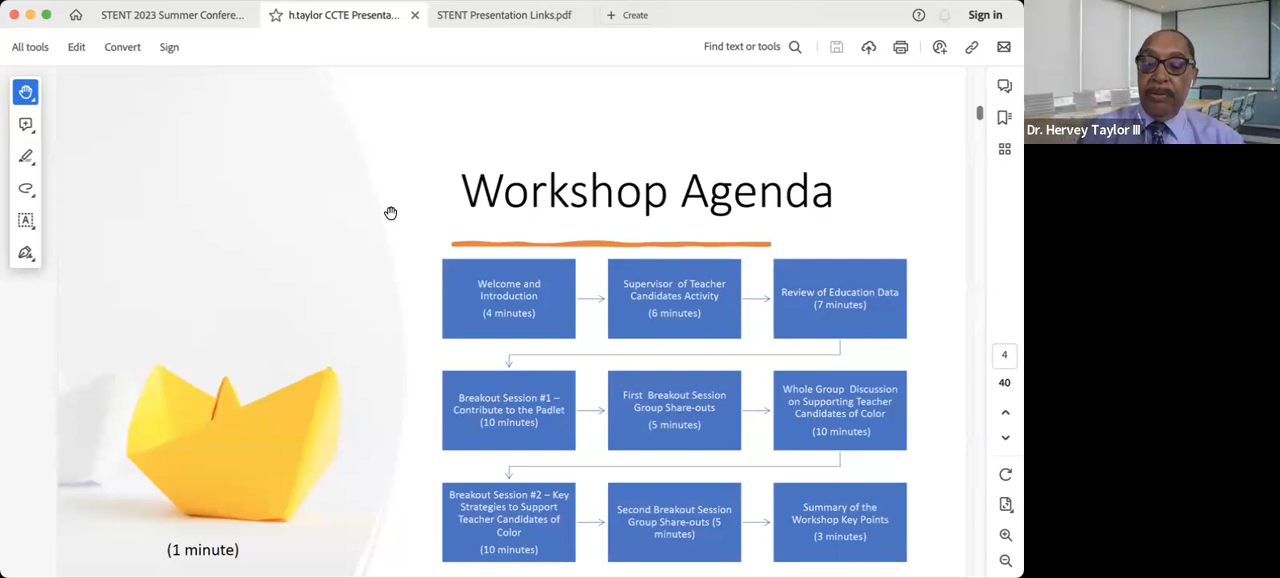 STENT 2023 Summer Confere...
h.taylor CCTE Presenta...
STENT Presentation Links.pdf
Create
Sign in
All tools
Edit
Convert
Sign
Find text or tools
Dr. Hervey Taylor III
Workshop Agenda
Welcome and
Introduction
(4 minutes)
Supervisor of Teacher
Candidates Activity
(6 minutes)
Review of Education Data
(7 minutes)
4
40
Breakout Session #1 –
Contribute to the Padlet
(10 minutes)
First Breakout Session
Group Share-outs
(5 minutes)
Whole Group Discussion
on Supporting Teacher
Candidates of Color
(10 minutes)
Breakout Session #2 – Key
Strategies to Support
Teacher Candidates of
Color
(10 minutes)
Second Breakout Session
Group Share-outs (5
minutes)
Summary of the
Workshop Key Points
(3 minutes)
(1 minute)